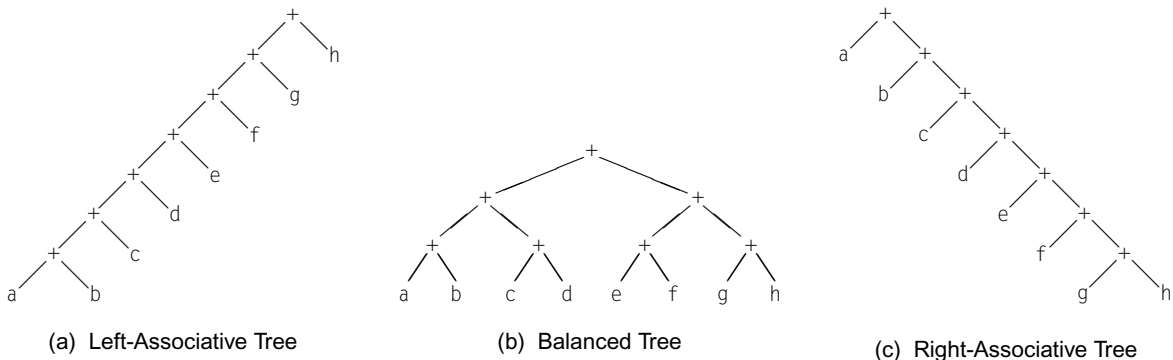 + +
+ h a +
+ g b +
+ f c +
+ + e d +
+ d + + e +
+ c + + + + f +
a b a b c d e f g h g h
(a) Left-Associative Tree (b) Balanced Tree (c) Right-Associative Tree